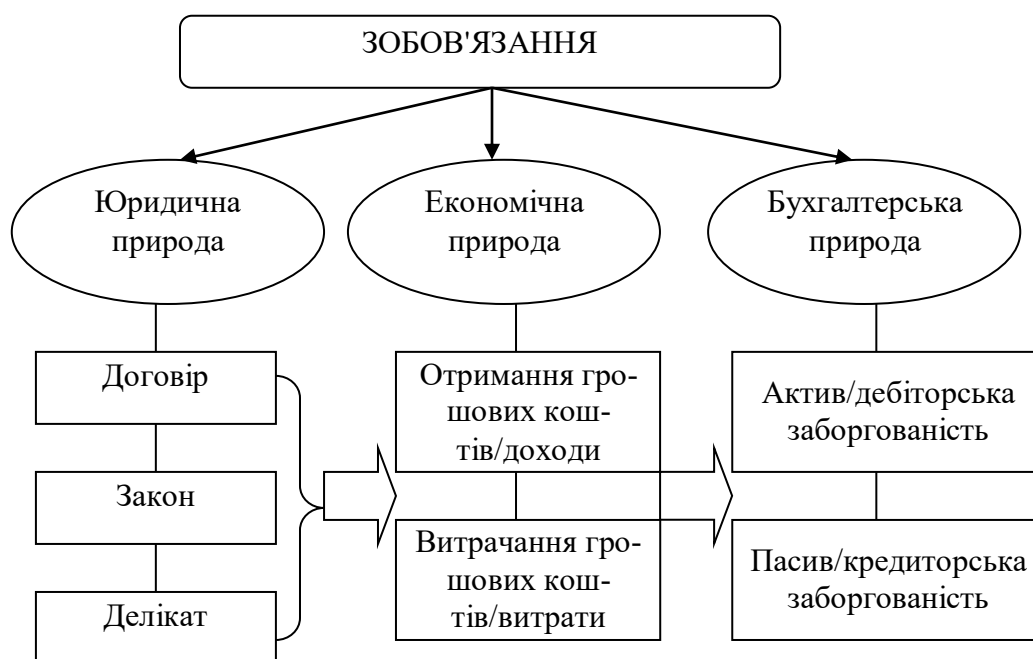 ЗОБОВ'ЯЗАННЯ
Юридична
природа
Економічна
природа
Бухгалтерська
природа
Договір
Закон
Делікат
Отримання гро-
шових кош-
тів/доходи
Витрачання гро-
шових кош-
тів/витрати
Актив/дебіторська
заборгованість
Пасив/кредиторська
заборгованість